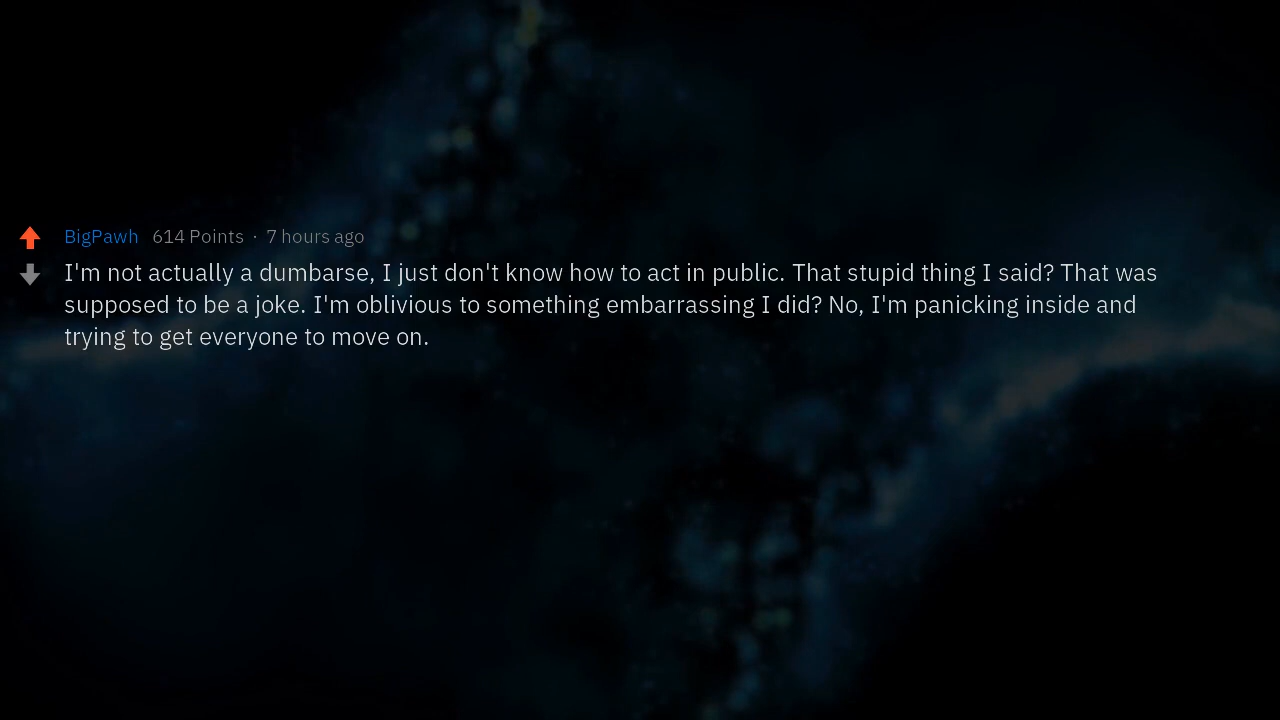 BigPawh 614 Points · 7 hours ago
I'm not actually a dumbarse, I just don't know how to act in public. That stupid thing I said? That was
supposed to be a joke. I'm oblivious to something embarrassing I did? No, I'm panicking inside and
trying to get everyone to move on.